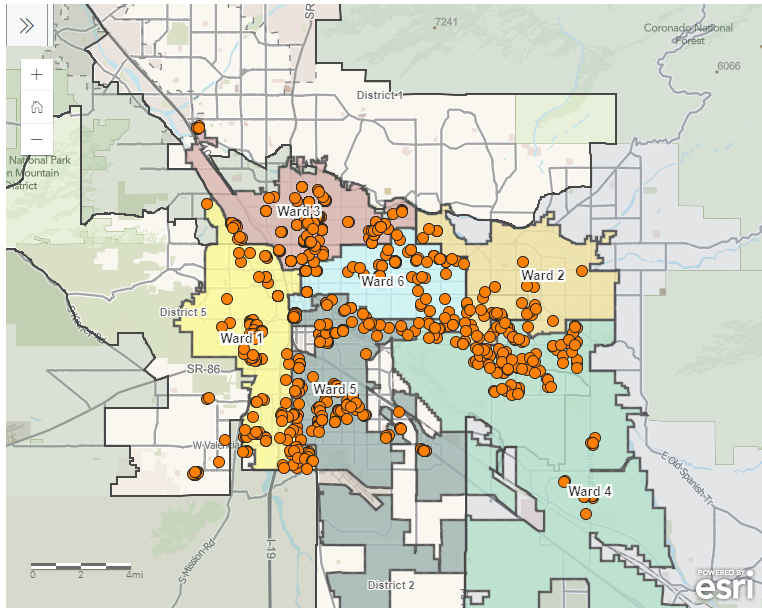 »
+
−
SR
7241
Coronado National
Forest
6066
District 1
National Park
n Mountain
District
Ward 3
Ward 6
Ward 2
District 5
Ward 1
SR-86
Ward 5
W Valencia
E Old-Spanish-Tr
Ward 4
S-Mission-Rd
I-19
0 2 4mi
District 2
POWERED BY
esri